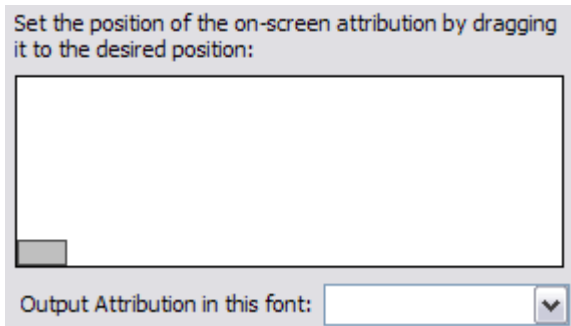 Set the position of the on-screen attribution by dragging
it to the desired position:
Output Attribution in this font: